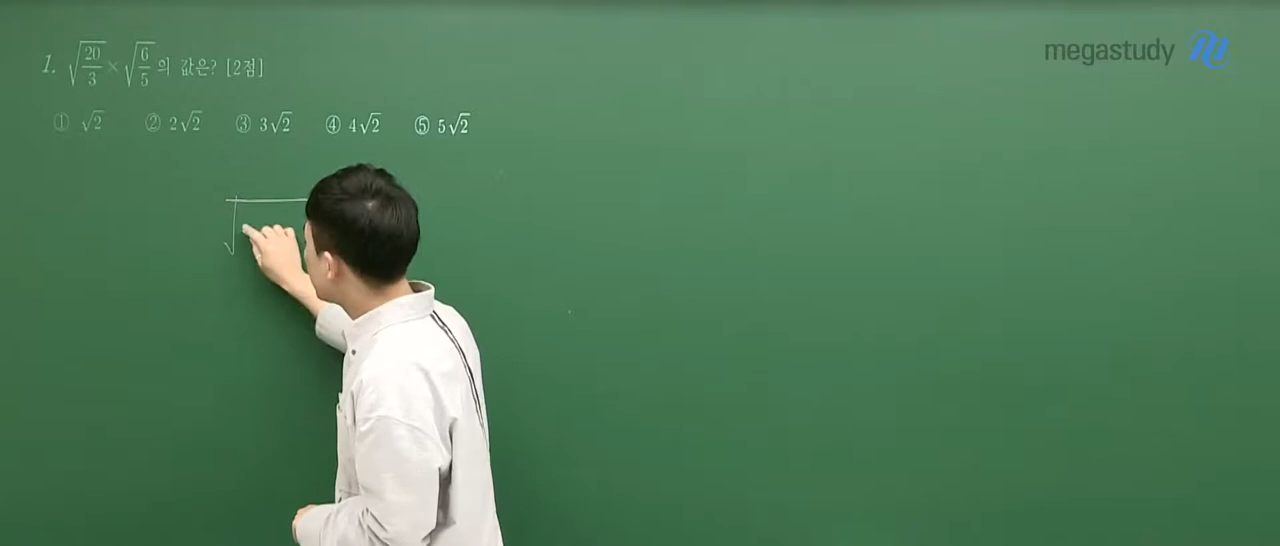 megastudy
1. √(20/3) × √(6/5) 의 값은? [2점]
① √2 ② 2√2 ③ 3√2 ④ 4√2 ⑤ 5√2
√